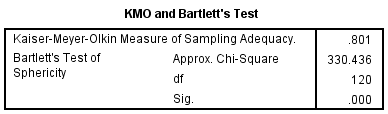 KMO and Bartlett's Test
Kaiser-Meyer-Olkin Measure of Sampling Adequacy. .801
Bartlett's Test of Approx. Chi-Square 330.436
Sphericity
df 120
Sig. .000